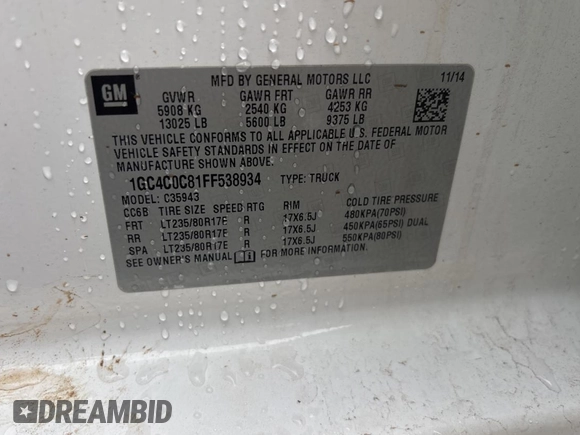 MFD BY GENERAL MOTORS LLC 11/14
GM
GVWR GAWR FRT GAWR RR
5908 KG 2540 KG 4253 KG
13025 LB 5600 LB 9375 LB
THIS VEHICLE CONFORMS TO ALL APPLICABLE U.S. FEDERAL MOTOR
VEHICLE SAFETY STANDARDS IN EFFECT ON THE DATE OF
MANUFACTURE SHOWN ABOVE.
1GC4C0C81FF538934 TYPE: TRUCK
MODEL: C35943
CC6B TIRE SIZE SPEED RTG RIM COLD TIRE PRESSURE
FRT LT235/80R17E R 17X6.5J 480KPA(70PSI)
RR LT235/80R17E R 17X6.5J 450KPA(65PSI) DUAL
SPA LT235/80R17E R 17X6.5J 550KPA(80PSI)
SEE OWNER'S MANUAL FOR MORE INFORMATION.
DREAMBID